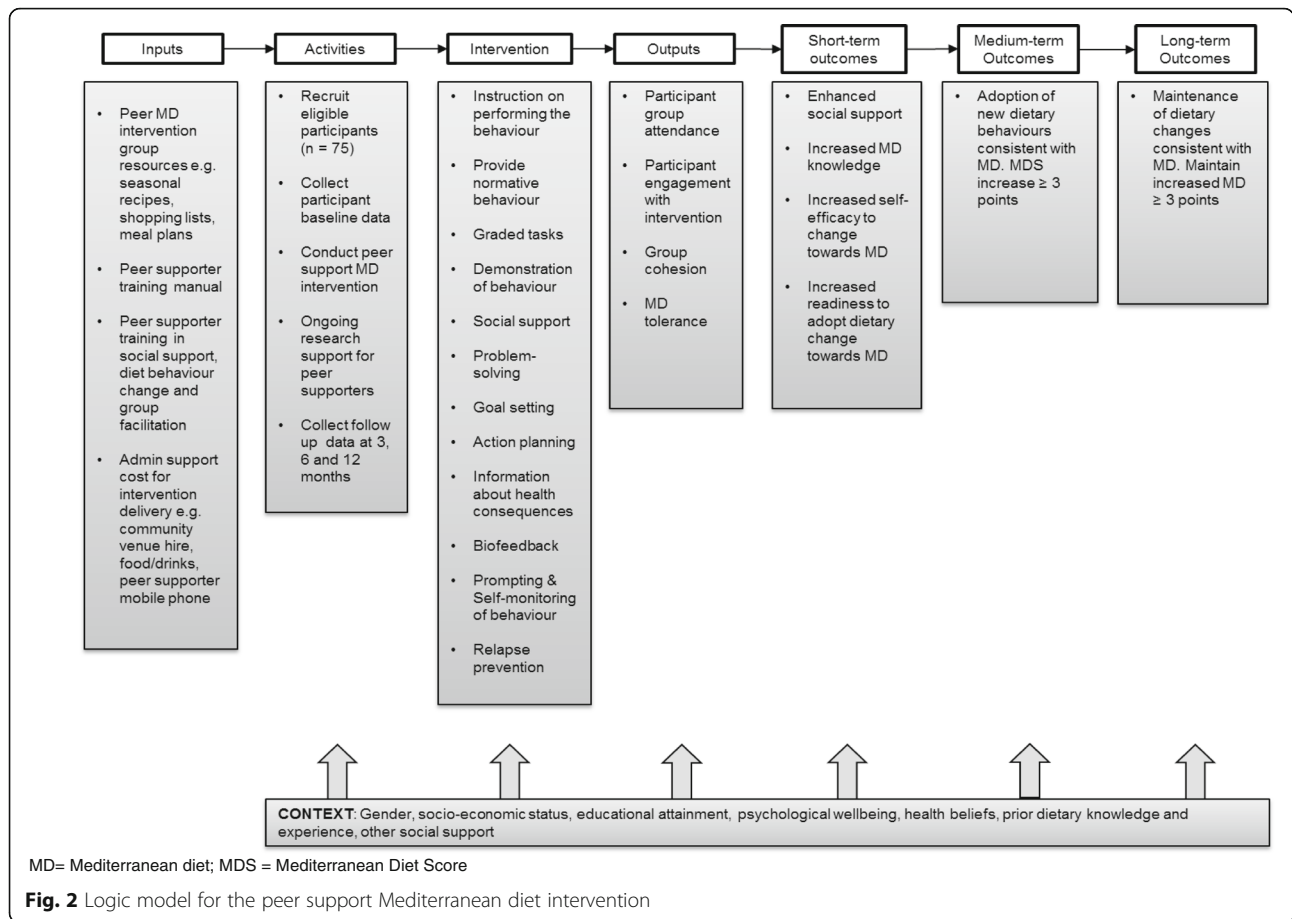 Inputs
Activities
Intervention
Outputs
Short-term
outcomes
Medium-term
Outcomes
Long-term
Outcomes
• Peer MD
intervention
group
resources e.g.
seasonal
recipes,
shopping lists,
meal plans
• Peer supporter
training manual
• Peer supporter
training in
social support,
diet behaviour
change and
group
facilitation
• Admin support
cost for
intervention
delivery e.g.
community
venue hire,
food/drinks,
peer supporter
mobile phone
• Recruit
eligible
participants
(n = 75)
• Collect
participant
baseline data
• Conduct peer
support MD
intervention
• Ongoing
research
support for
peer
supporters
• Collect follow
up data at 3,
6 and 12
months
• Instruction on
performing the
behaviour
• Provide
normative
behaviour
• Graded tasks
• Demonstration
of behaviour
• Social support
• Problem-
solving
• Goal setting
• Action planning
• Information
about health
consequences
• Biofeedback
• Prompting &
Self-monitoring
of behaviour
• Relapse
prevention
• Participant
group
attendance
• Participant
engagement
with
intervention
• Group
cohesion
• MD
tolerance
• Enhanced
social support
• Increased MD
knowledge
• Increased self-
efficacy to
change
towards MD
• Increased
readiness to
adopt dietary
change
towards MD
• Adoption of
new dietary
behaviours
consistent with
MD. MDS
increase ≥ 3
points
• Maintenance
of dietary
changes
consistent with
MD. Maintain
increased MD
≥ 3 points
CONTEXT: Gender, socio-economic status, educational attainment, psychological wellbeing, health beliefs, prior dietary knowledge and
experience, other social support
MD= Mediterranean diet; MDS = Mediterranean Diet Score
Fig. 2 Logic model for the peer support Mediterranean diet intervention